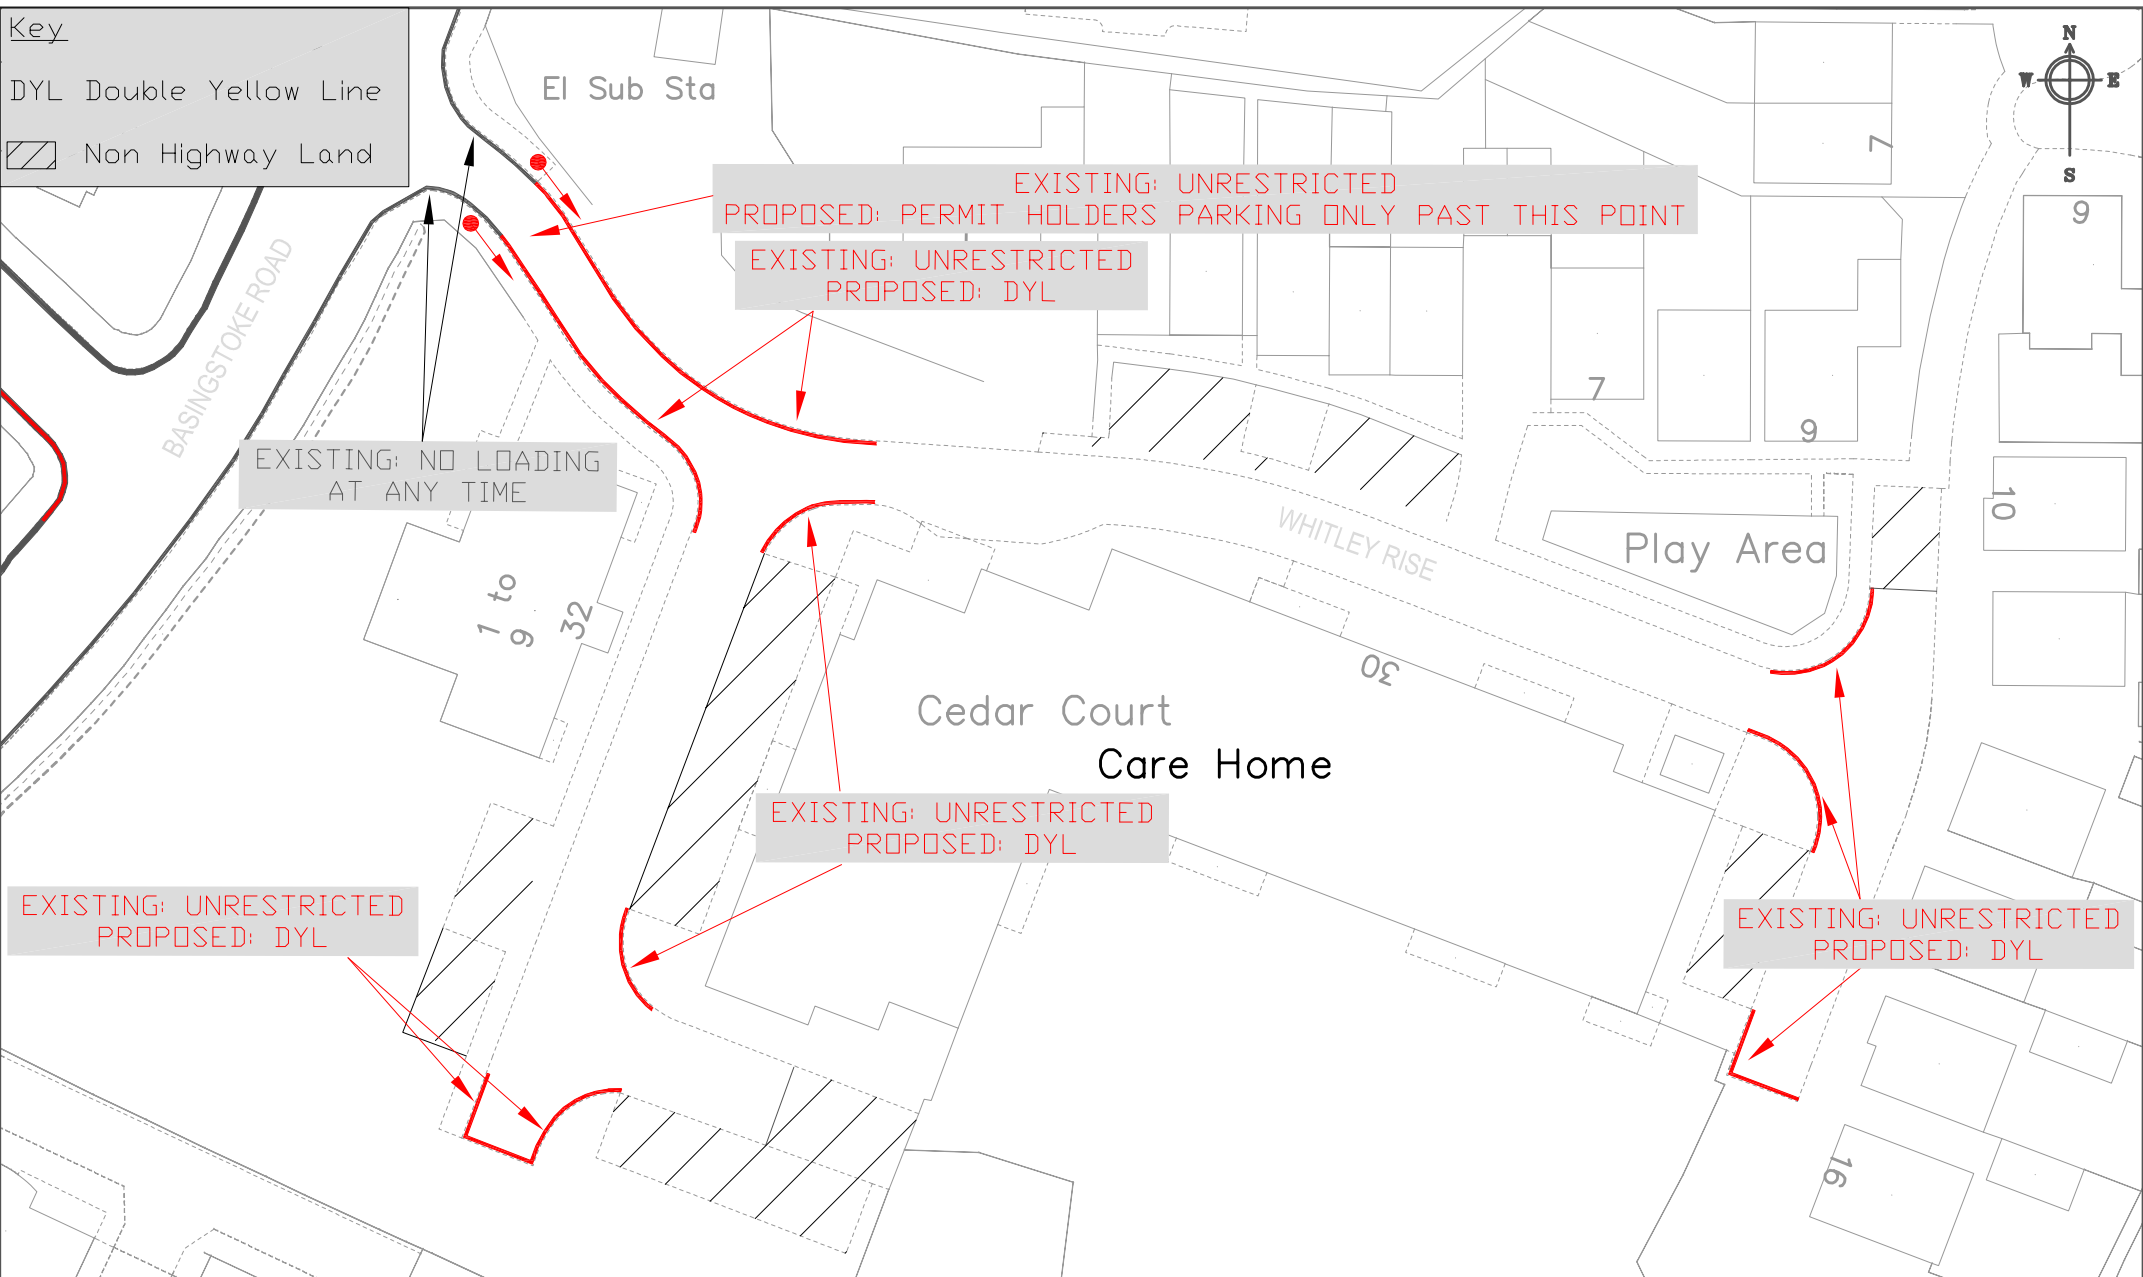 Key
DYL Double Yellow Line
Non Highway Land
N
W E
S
El Sub Sta
EXISTING: UNRESTRICTED
PROPOSED: PERMIT HOLDERS PARKING ONLY PAST THIS POINT
EXISTING: UNRESTRICTED
PROPOSED: DYL
7
9
BASINGSTOKE ROAD
7
9
EXISTING: NO LOADING
AT ANY TIME
10
WHITLEY RISE
Play Area
1 to
9
32
30
Cedar Court
Care Home
EXISTING: UNRESTRICTED
PROPOSED: DYL
EXISTING: UNRESTRICTED
PROPOSED: DYL
EXISTING: UNRESTRICTED
PROPOSED: DYL
16